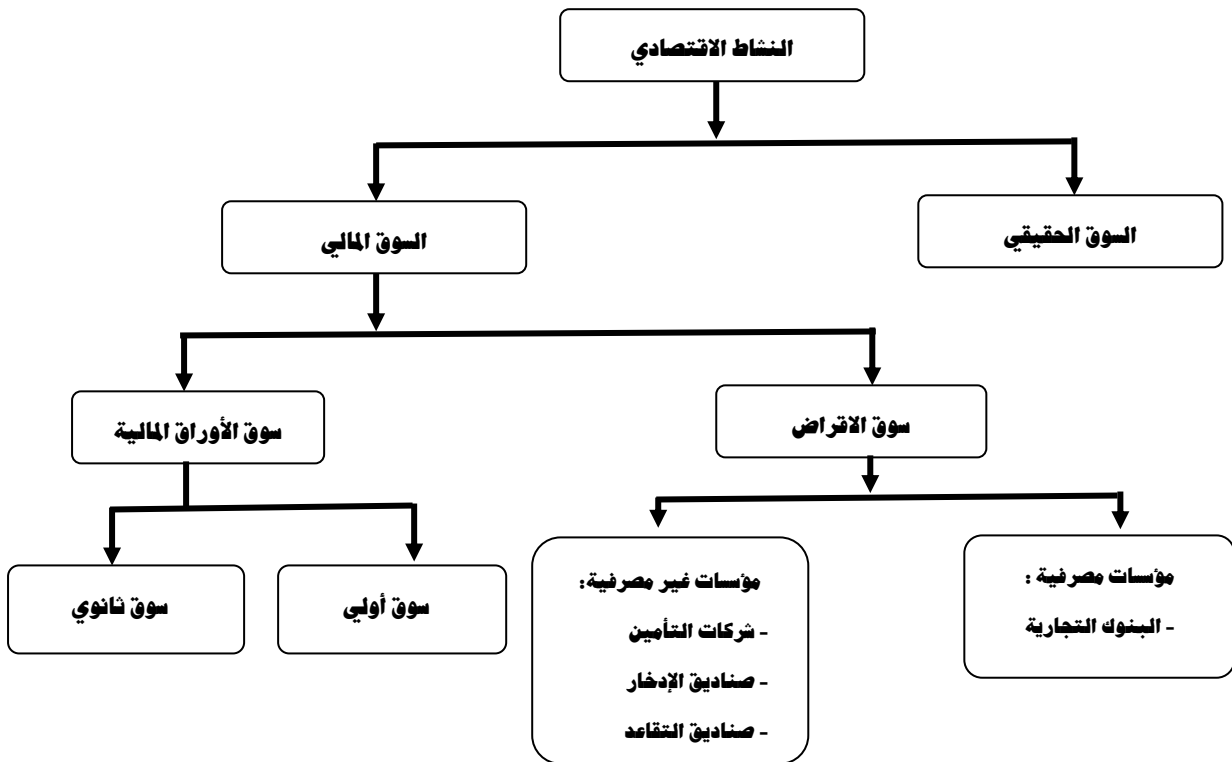 النشاط الاقتصادي
السوق الحقيقي
السوق المالي
سوق الاقراض
سوق الأوراق المالية
مؤسسات مصرفية :
- البنوك التجارية
مؤسسات غير مصرفية:
- شركات التأمين
- صناديق الإدخار
- صناديق التقاعد
سوق أولي
سوق ثانوي